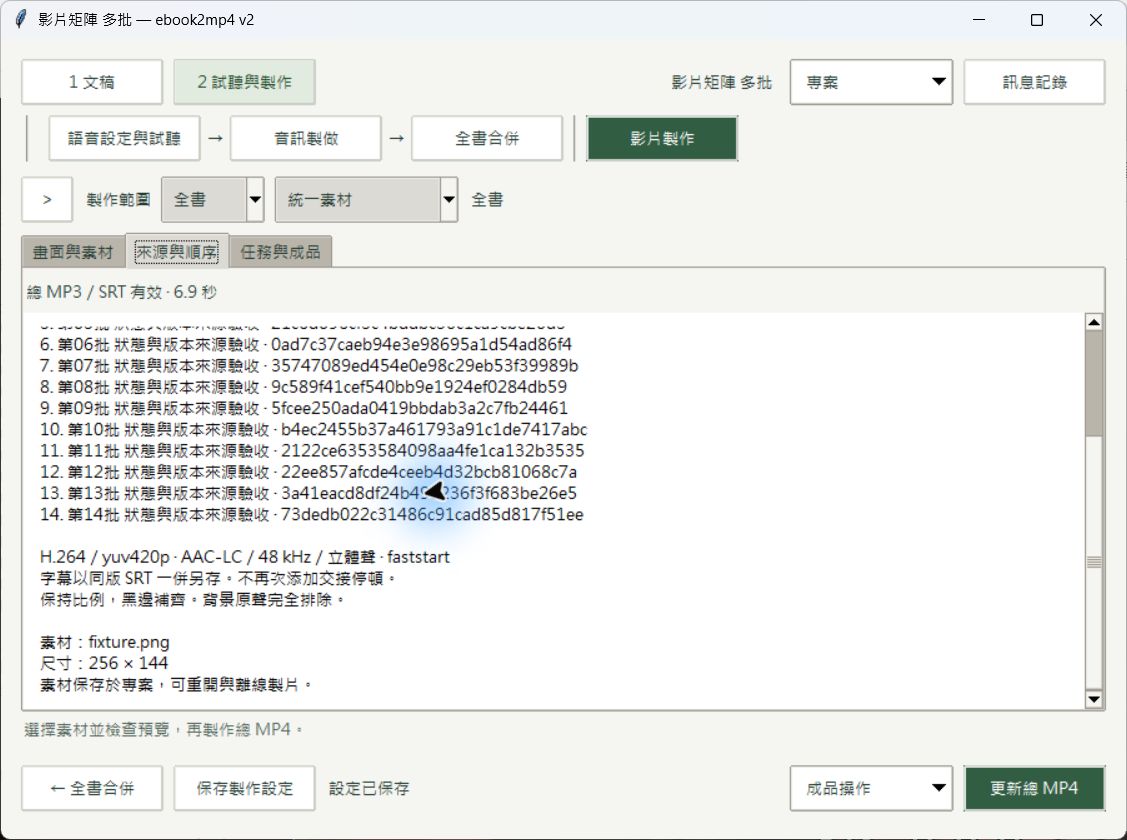 影片矩陣 多批 — ebook2mp4 v2
1 文稿
2 試聽與製作
影片矩陣 多批
專案
訊息記錄
語音設定與試聽 → 音訊製做 → 全書合併
影片製作
>
製作範圍
全書
統一素材
全書
畫面與素材
來源與順序
任務與成品
總 MP3 / SRT 有效 · 6.9 秒
6. 第06批 狀態與版本來源驗收 · 0ad7c37caeb94e3e98695a1d54ad86f4
7. 第07批 狀態與版本來源驗收 · 35747089ed454e0e98c29eb53f39989b
8. 第08批 狀態與版本來源驗收 · 9c589f41cef540bb9e1924ef0284db59
9. 第09批 狀態與版本來源驗收 · 5fcee250ada0419bbdab3a2c7fb24461
10. 第10批 狀態與版本來源驗收 · b4ec2455b37a461793a91c1de7417abc
11. 第11批 狀態與版本來源驗收 · 2122ce6353584098aa4fe1ca132b3535
12. 第12批 狀態與版本來源驗收 · 22ee857afcde4ceeb4d32bcb81068c7a
13. 第13批 狀態與版本來源驗收 ·
14. 第14批 狀態與版本來源驗收 · 73dedb022c31486c91cad85d817f51ee
H.264 / yuv420p · AAC-LC / 48 kHz / 立體聲 · faststart
字幕以同版 SRT 一併另存。不再次添加交接停頓。
保持比例，黑邊補齊。背景原聲完全排除。
素材：fixture.png
尺寸：256 × 144
素材保存於專案，可重開與離線製片。
選擇素材並檢查預覽，再製作總 MP4。
← 全書合併
保存製作設定
設定已保存
成品操作
更新總 MP4